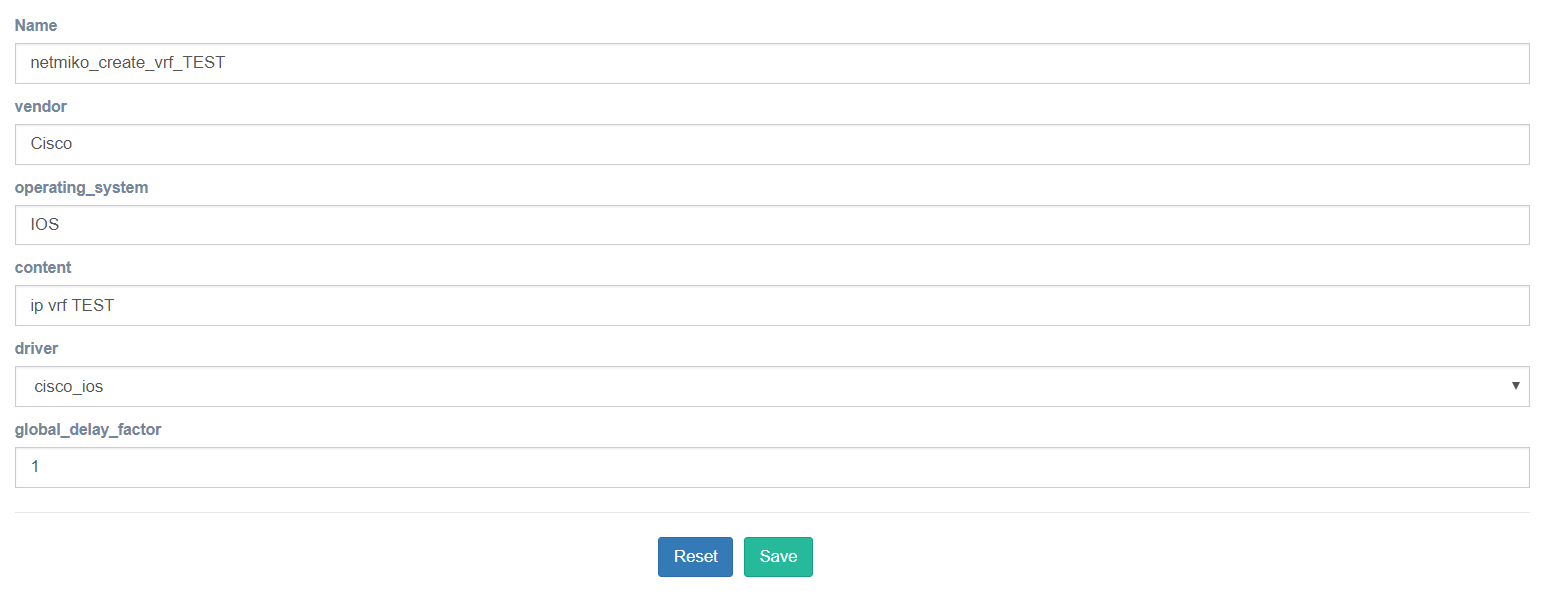 Name
netmiko_create_vrf_TEST
vendor
Cisco
operating_system
IOS
content
ip vrf TEST
driver
cisco_ios
global_delay_factor
1
Reset Save